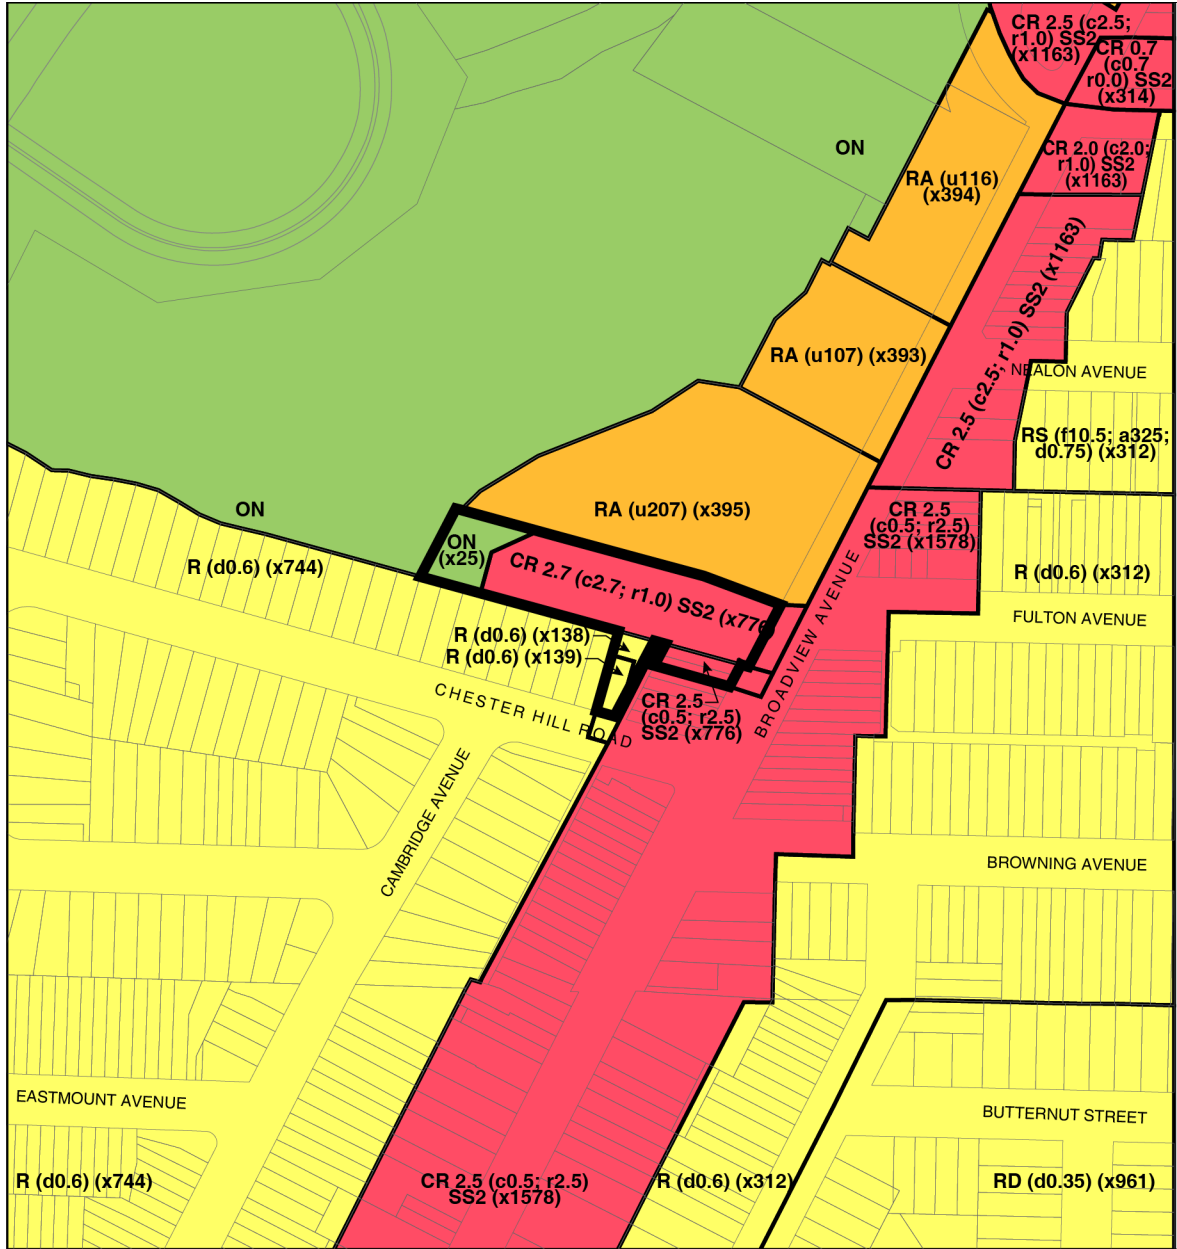 CR 2.5 (c2.5;
r1.0) SS2
(x1163)
CR 0.7
(c0.7
r0.0) SS2
(x314)
ON
CR 2.0 (c2.0;
r1.0) SS2
(x1163)
RA (u116)
(x394)
CR 2.5 (c2.5; r1.0) SS2 (x1163)
RA (u107) (x393)
NEALON AVENUE
RS (f10.5; a325;
d0.75) (x312)
ON
RA (u207) (x395)
CR 2.5
(c0.5; r2.5)
SS2 (x1578)
ON
(x25)
R (d0.6) (x744)
CR 2.7 (c2.7; r1.0) SS2 (x776)
R (d0.6) (x312)
FULTON AVENUE
R (d0.6) (x138)
R (d0.6) (x139)
BROADVIEW AVENUE
CHESTER HILL ROAD
CR 2.5
(c0.5; r2.5)
SS2 (x776)
CAMBRIDGE AVENUE
BROWNING AVENUE
EASTMOUNT AVENUE
BUTTERNUT STREET
R (d0.6) (x744)
CR 2.5 (c0.5; r2.5)
SS2 (x1578)
R (d0.6) (x312)
RD (d0.35) (x961)